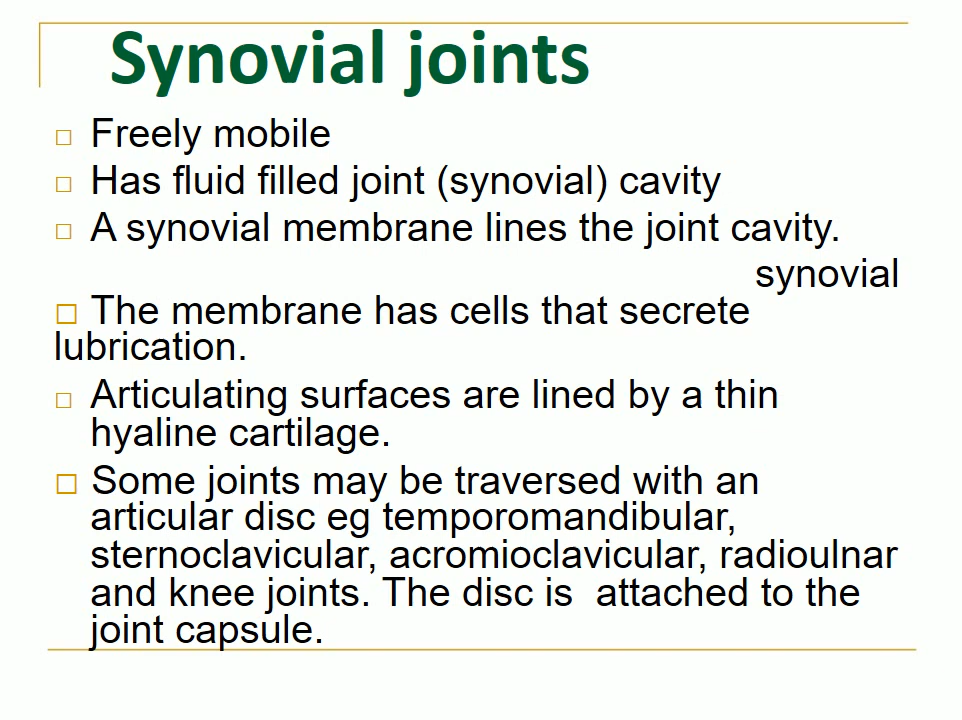 Synovial joints
Freely mobile
Has fluid filled joint (synovial) cavity
A synovial membrane lines the joint cavity.
synovial
The membrane has cells that secrete
lubrication.
Articulating surfaces are lined by a thin
hyaline cartilage.
Some joints may be traversed with an
articular disc eg temporomandibular,
sternoclavicular, acromioclavicular, radioulnar
and knee joints. The disc is  attached to the
joint capsule.